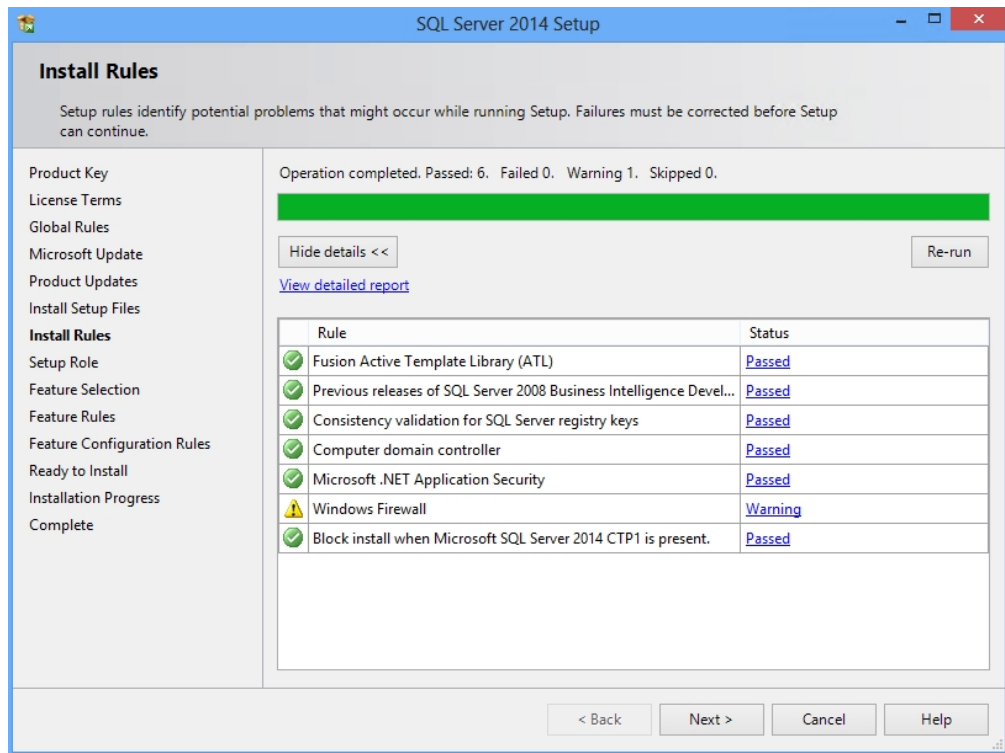 SQL Server 2014 Setup
Install Rules
Setup rules identify potential problems that might occur while running Setup. Failures must be corrected before Setup
can continue.
Product Key
License Terms
Global Rules
Microsoft Update
Product Updates
Install Setup Files
Install Rules
Setup Role
Feature Selection
Feature Rules
Feature Configuration Rules
Ready to Install
Installation Progress
Complete
Operation completed. Passed: 6.   Failed 0.   Warning 1.   Skipped 0.
Hide details <<
Re-run
View detailed report
Rule Status
Fusion Active Template Library (ATL) Passed
Previous releases of SQL Server 2008 Business Intelligence Devel... Passed
Consistency validation for SQL Server registry keys Passed
Computer domain controller Passed
Microsoft .NET Application Security Passed
Windows Firewall Warning
Block install when Microsoft SQL Server 2014 CTP1 is present. Passed
< Back Next > Cancel Help